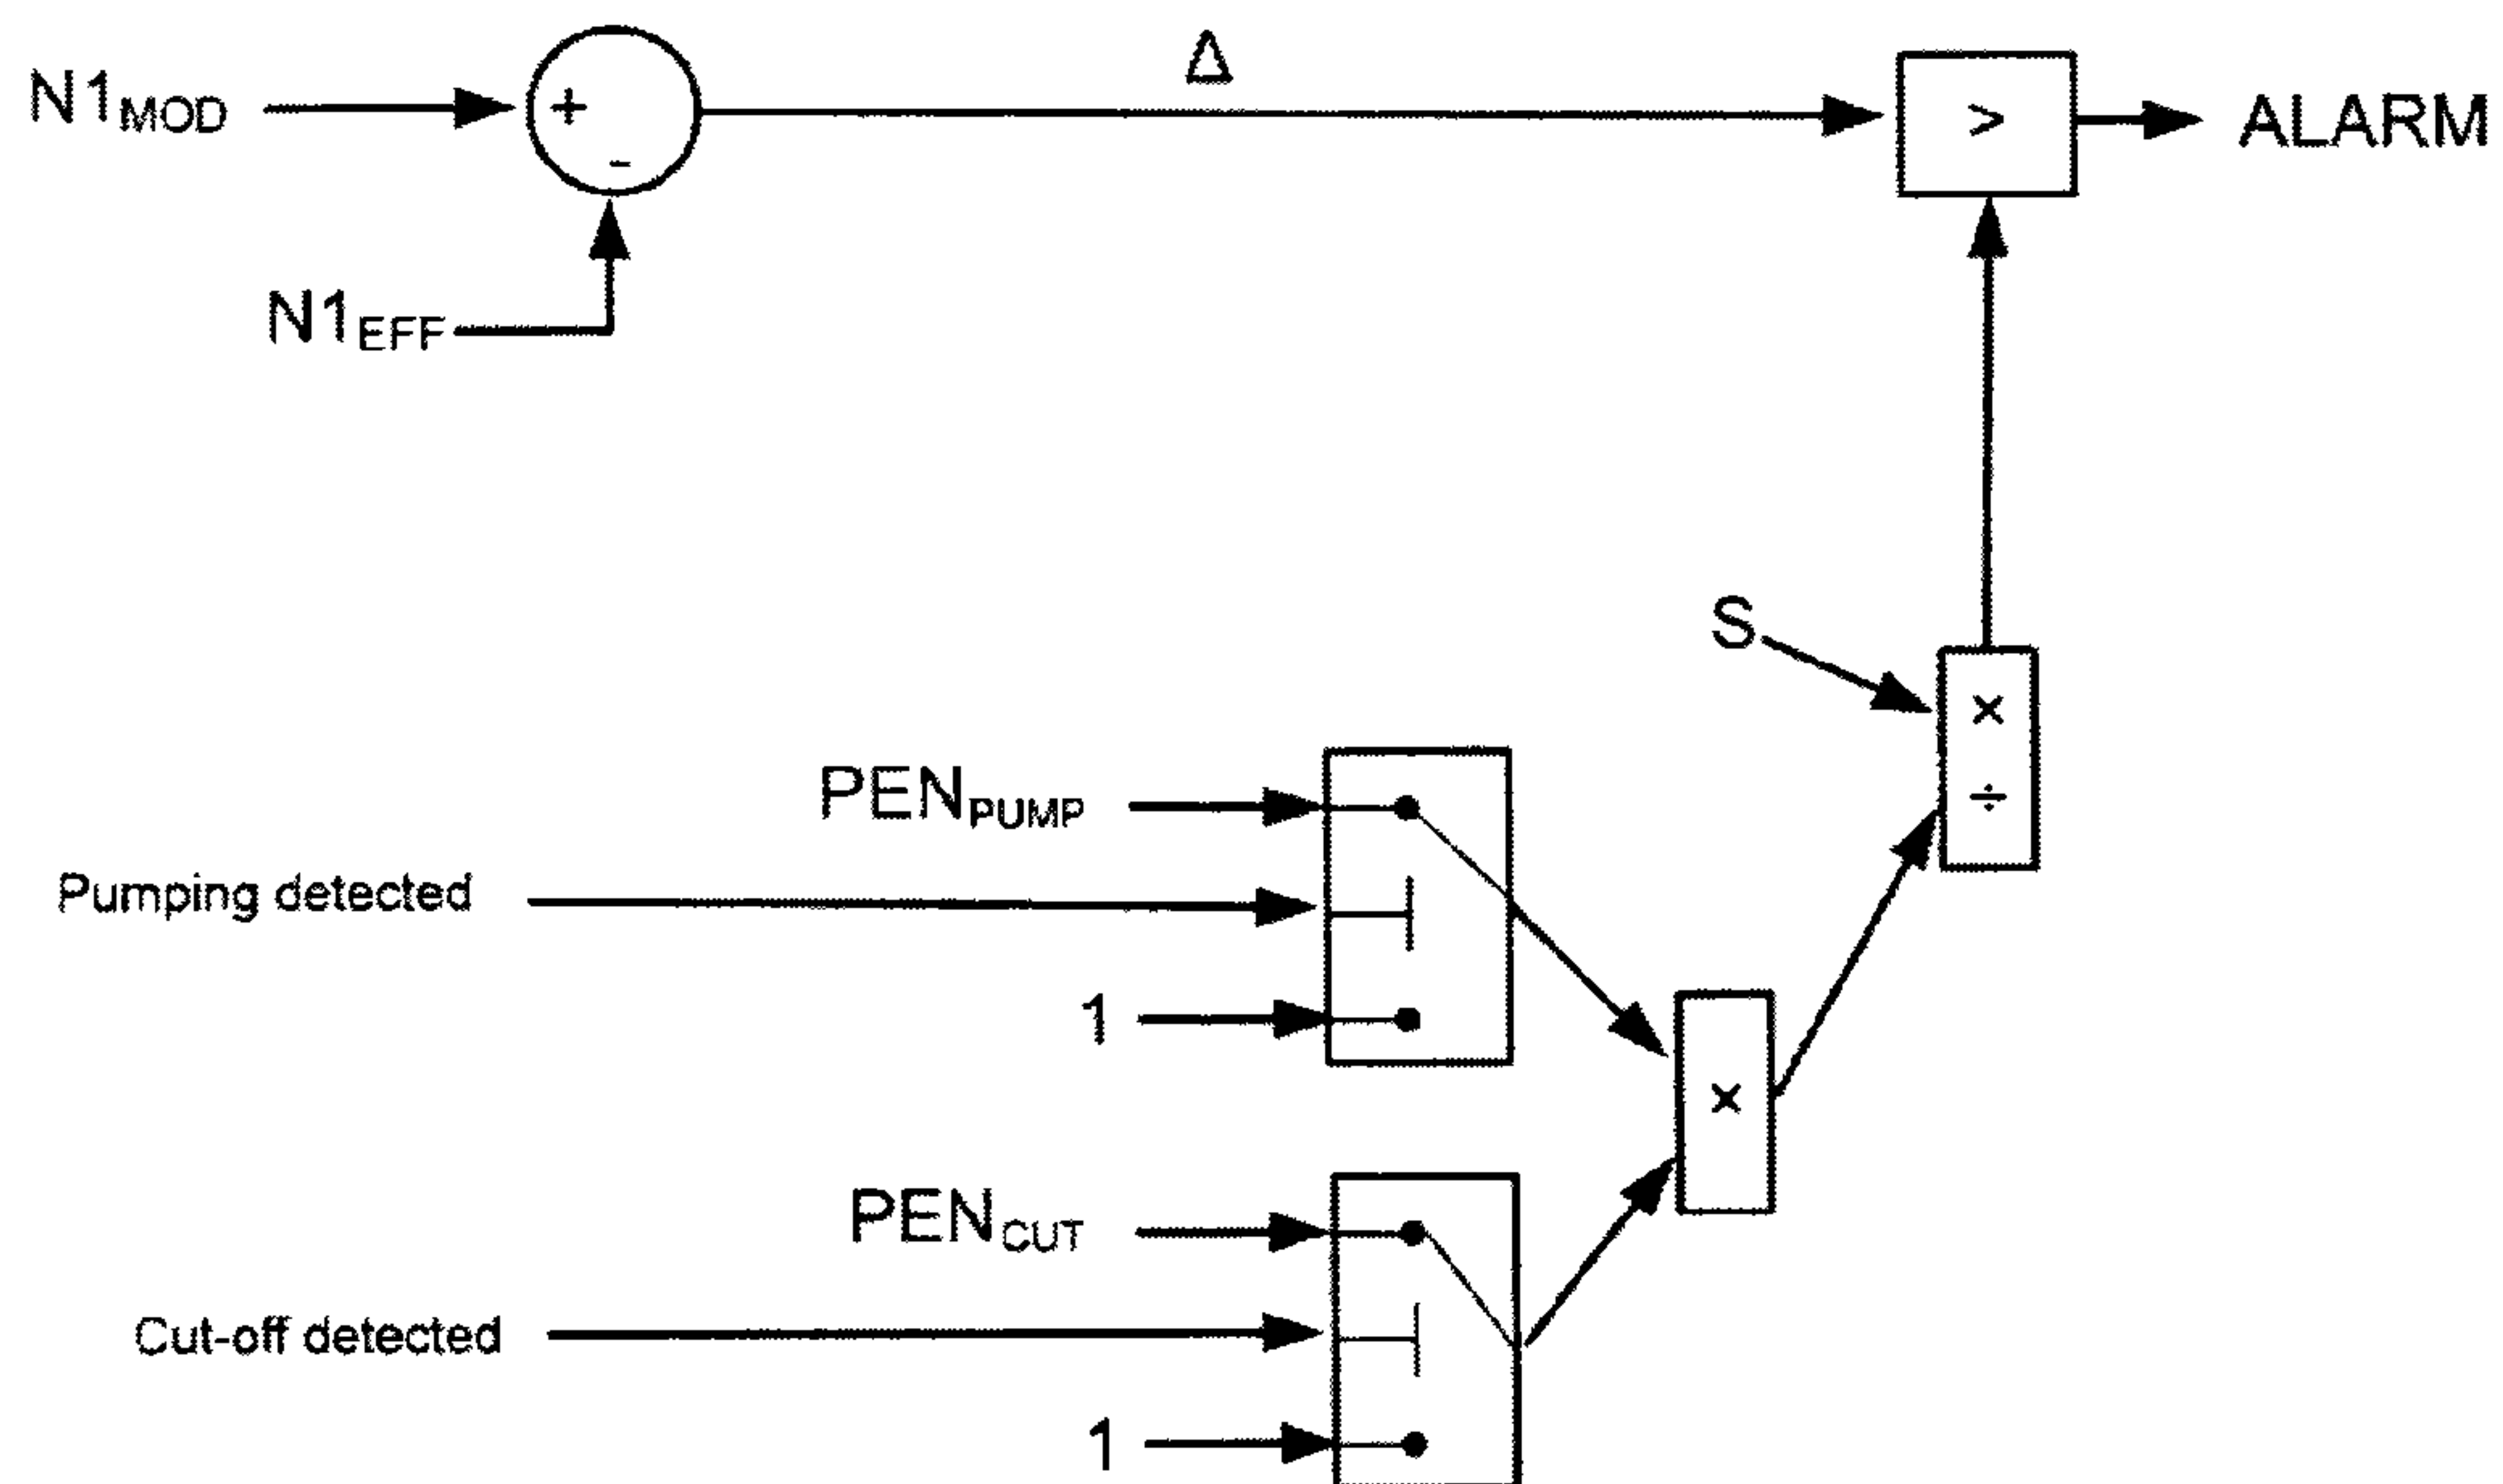 Δ
N1MOD
+
>
ALARM
-
N1EFF
S
×
PENPUMP
÷
Pumping detected
1
×
PENCUT
Cut-off detected
1